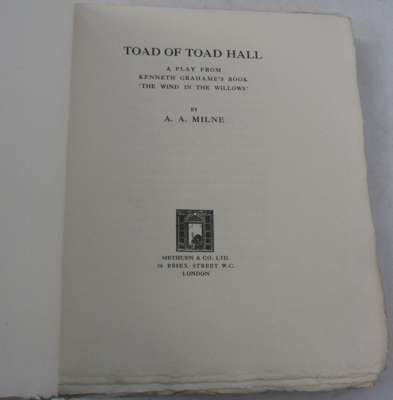 TOAD OF TOAD HALL
A PLAY FROM
KENNETH GRAHAME'S BOOK
'THE WIND IN THE WILLOWS'
BY
A. A. MILNE
METHUEN & CO. LTD.
36 ESSEX STREET W.C.
LONDON